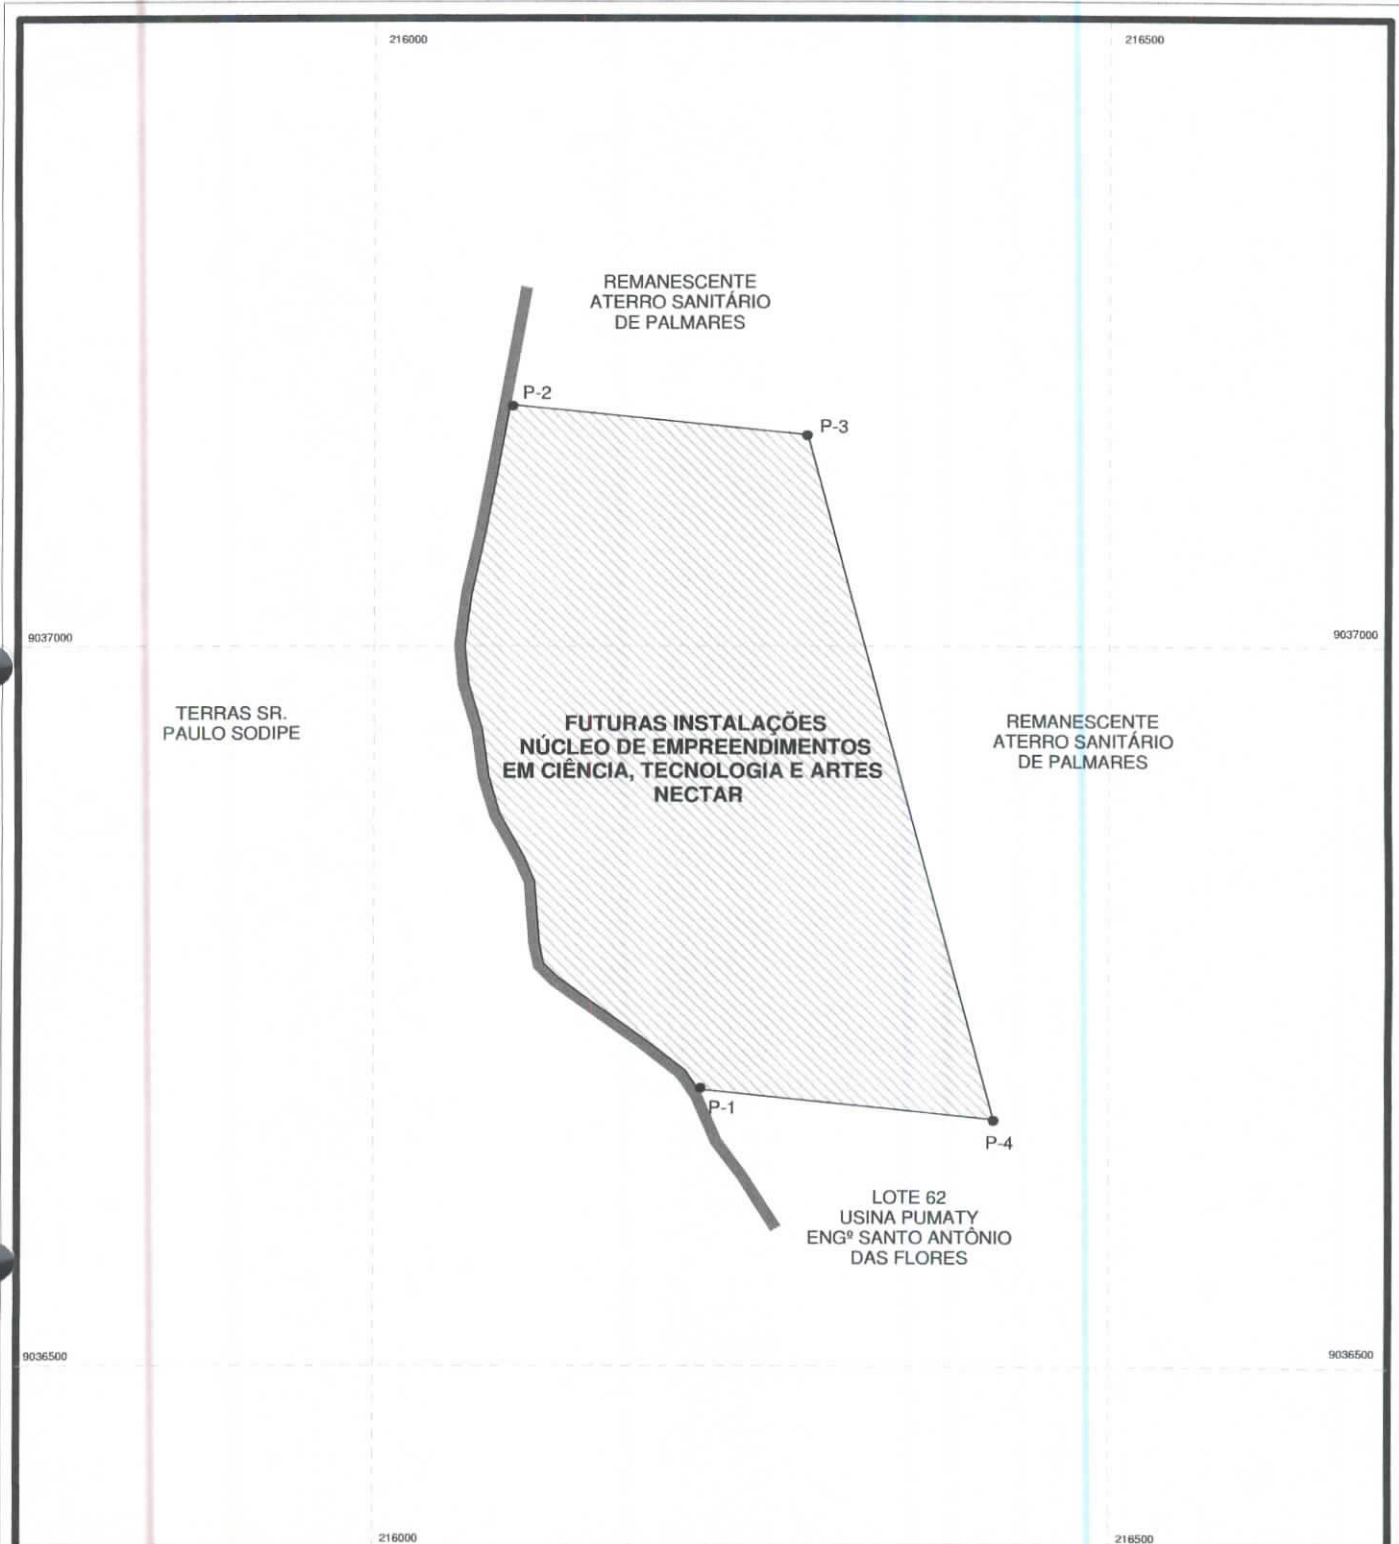 216000
216500
REMANESCENTE
ATERRO SANITÁRIO
DE PALMARES
P-2
P-3
9037000
9037000
TERRAS SR.
PAULO SODIPE
FUTURAS INSTALAÇÕES
NÚCLEO DE EMPREENDIMENTOS
EM CIÊNCIA, TECNOLOGIA E ARTES
NECTAR
REMANESCENTE
ATERRO SANITÁRIO
DE PALMARES
P-1
P-4
LOTE 62
USINA PUMATY
ENGº SANTO ANTÔNIO
DAS FLORES
9036500
9036500
216000
216500